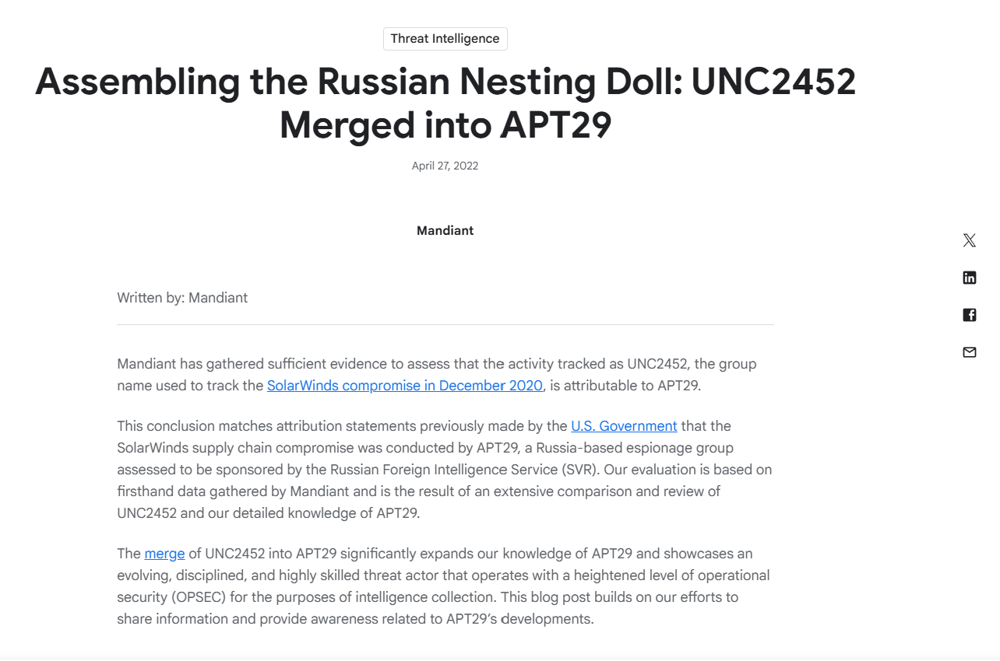 Threat Intelligence
Assembling the Russian Nesting Doll: UNC2452
Merged into APT29
April 27, 2022
Mandiant
Written by: Mandiant
Mandiant has gathered sufficient evidence to assess that the activity tracked as UNC2452, the group
name used to track the SolarWinds compromise in December 2020, is attributable to APT29.
This conclusion matches attribution statements previously made by the U.S. Government that the
SolarWinds supply chain compromise was conducted by APT29, a Russia-based espionage group
assessed to be sponsored by the Russian Foreign Intelligence Service (SVR). Our evaluation is based on
firsthand data gathered by Mandiant and is the result of an extensive comparison and review of
UNC2452 and our detailed knowledge of APT29.
The merge of UNC2452 into APT29 significantly expands our knowledge of APT29 and showcases an
evolving, disciplined, and highly skilled threat actor that operates with a heightened level of operational
security (OPSEC) for the purposes of intelligence collection. This blog post builds on our efforts to
share information and provide awareness related to APT29’s developments.